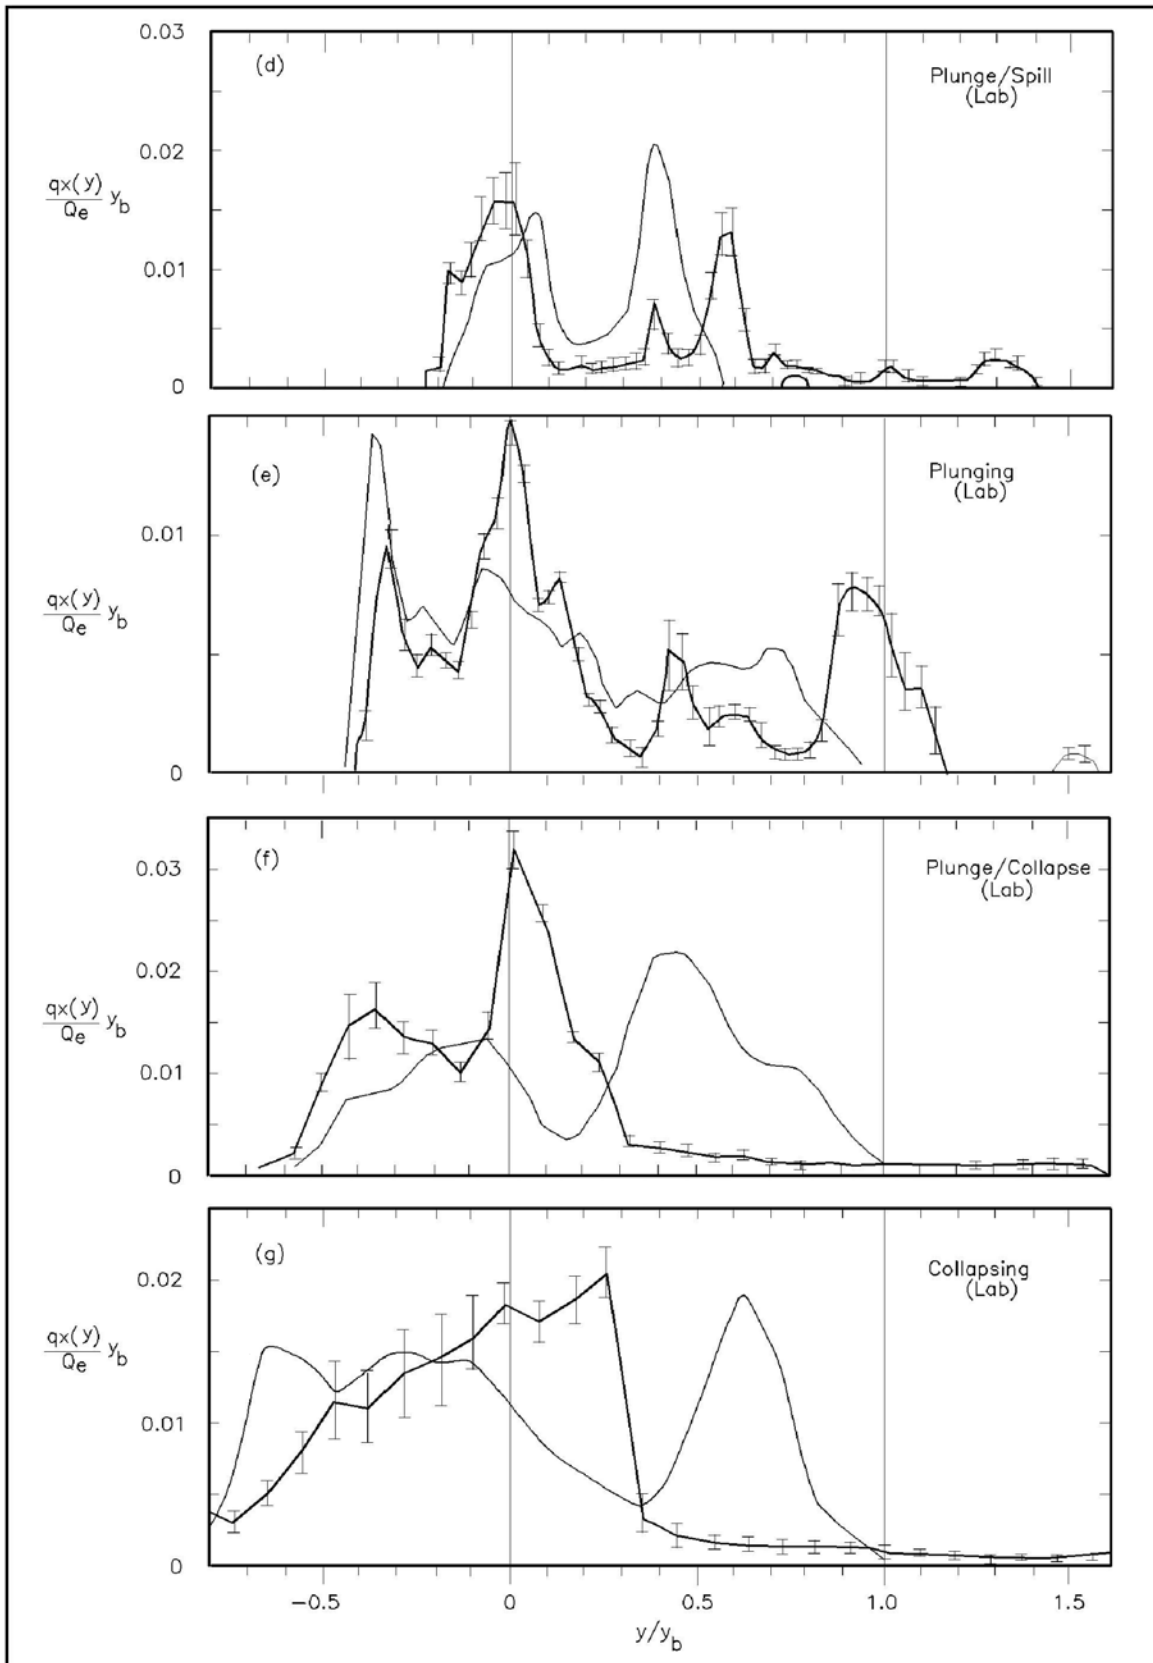 0.03
(d)
Plunge/Spill
(Lab)
0.02
qx(y)
Qe yb
0.01
0
(e)
Plunging
(Lab)
0.01
qx(y)
Qe yb
0
(f)
Plunge/Collapse
(Lab)
0.03
0.02
qx(y)
Qe yb
0.01
0
(g)
Collapsing
(Lab)
0.02
qx(y)
Qe yb
0.01
0
−0.5 0 0.5 1.0 1.5
y/yb